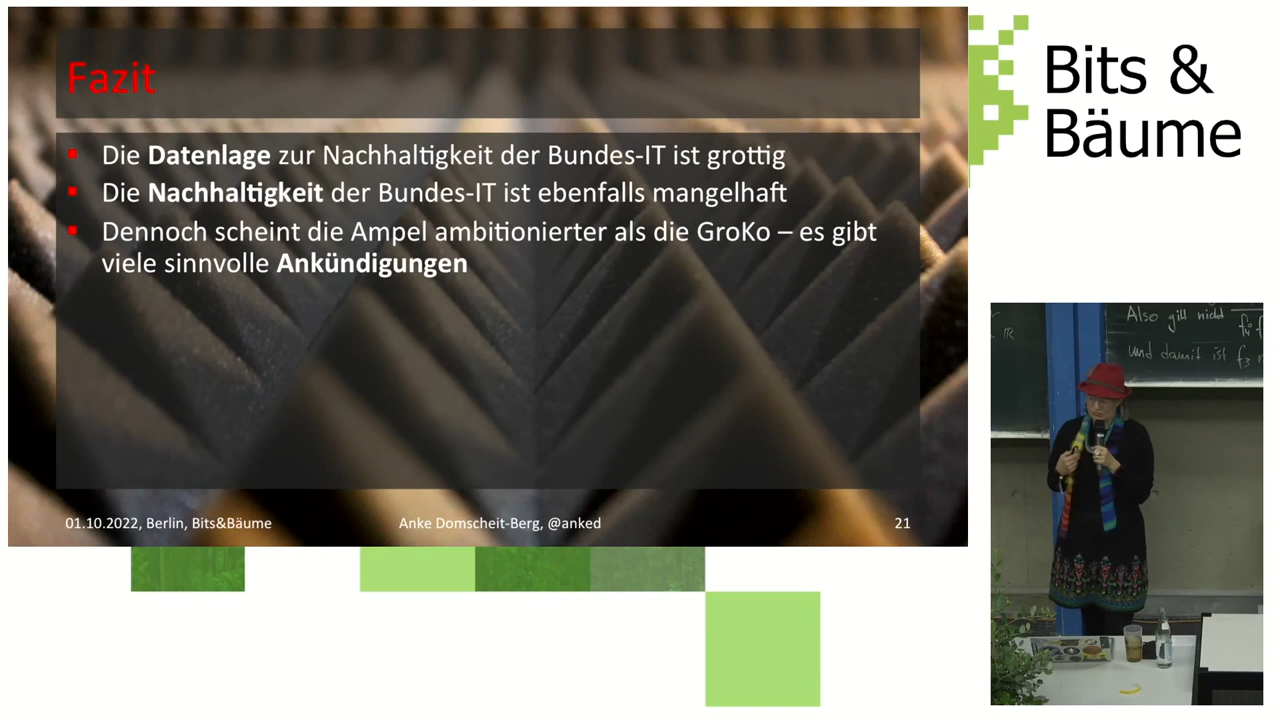 Fazit
Die Datenlage zur Nachhaltigkeit der Bundes-IT ist grottig
Die Nachhaltigkeit der Bundes-IT ist ebenfalls mangelhaft
Dennoch scheint die Ampel ambitionierter als die GroKo – es gibt
viele sinnvolle Ankündigungen
01.10.2022, Berlin, Bits&Bäume
Anke Domscheit-Berg, @anked
21
Bits &
Bäume
Also gilt nicht
und damit ist f₃